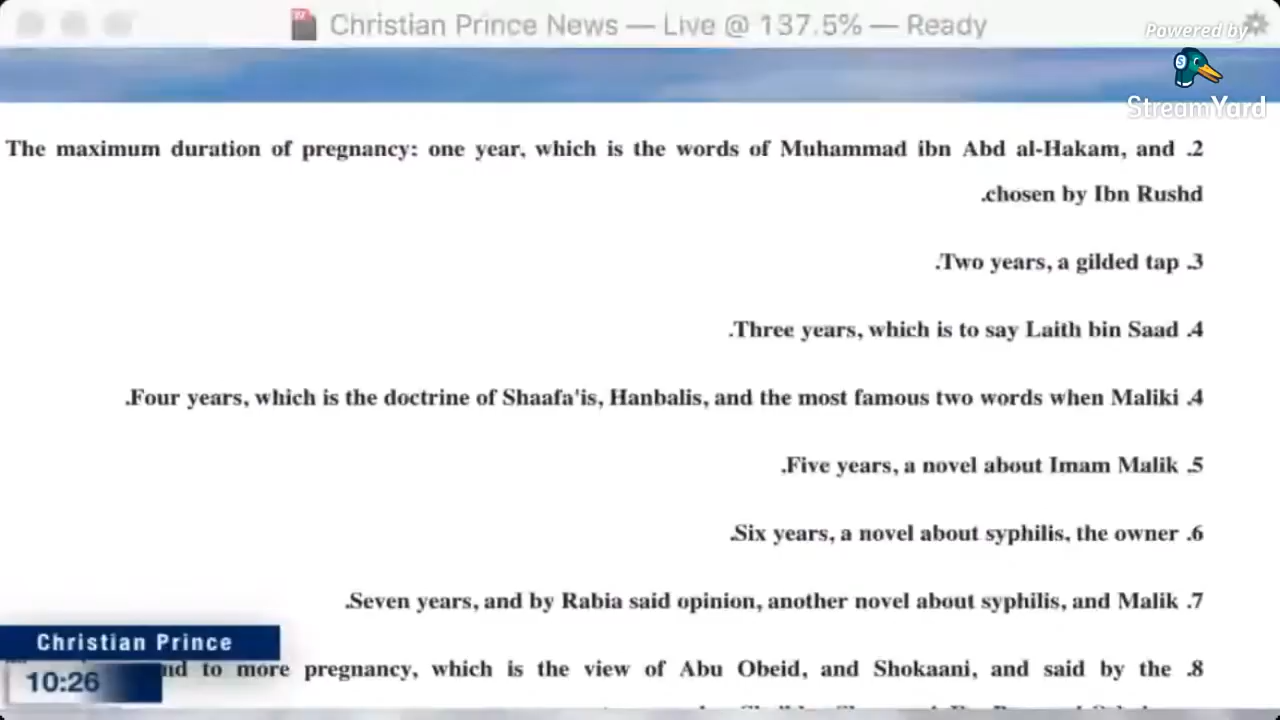 Christian Prince News — Live @ 137.5% — Ready
Powered by
StreamYard
The maximum duration of pregnancy: one year, which is the words of Muhammad ibn Abd al-Hakam, and .2
.chosen by Ibn Rushd
.Two years, a gilded tap .3
.Three years, which is to say Laith bin Saad .4
.Four years, which is the doctrine of Shaafa'is, Hanbalis, and the most famous two words when Maliki .4
.Five years, a novel about Imam Malik .5
.Six years, a novel about syphilis, the owner .6
.Seven years, and by Rabia said opinion, another novel about syphilis, and Malik .7
to more pregnancy, which is the view of Abu Obeid, and Shokaani, and said by the .8
Christian Prince
10:26